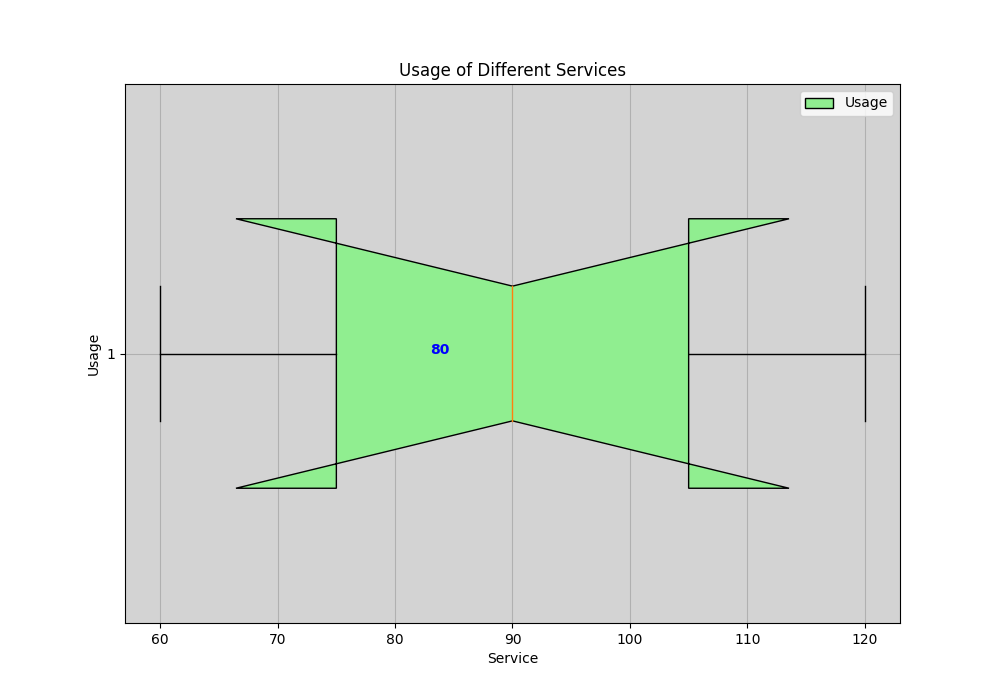 Usage of Different Services
Usage
80
Usage
1
60 70 80 90 100 110 120
Service